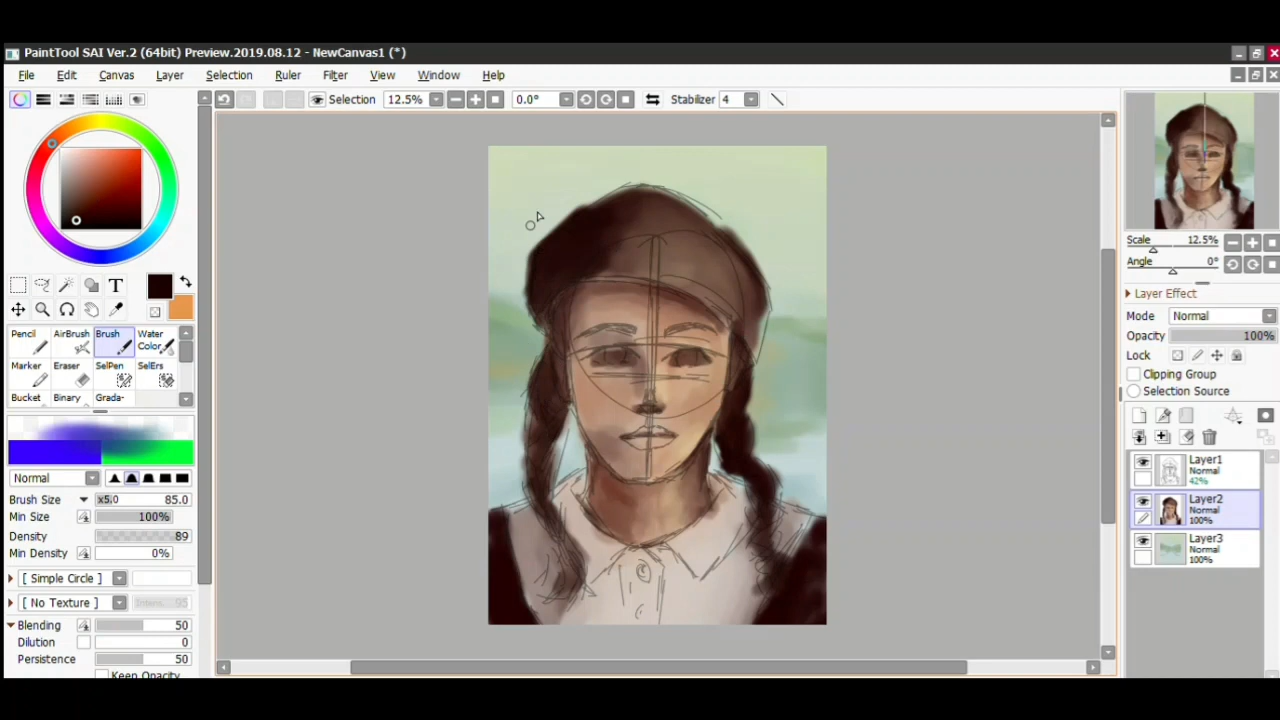 PaintTool SAI Ver.2 (64bit) Preview.2019.08.12 - NewCanvas1 (*)
File Edit Canvas Layer Selection Ruler Filter View Window Help
Selection 12.5% 0.0° Stabilizer 4
Scale 12.5%
Angle 0°
Layer Effect
Mode Normal
Opacity 100%
Lock
Clipping Group
Selection Source
Layer1
Normal
42%
Layer2
Normal
100%
Layer3
Normal
100%
T
Pencil AirBrush Brush Water Color
Marker Eraser SelPen SelErs
Bucket Binary Grada-
Normal
Brush Size x5.0 85.0
Min Size 100%
Density 89
Min Density 0%
[ Simple Circle ]
[ No Texture ] 95
Blending 50
Dilution 0
Persistence 50
Keep Opacity